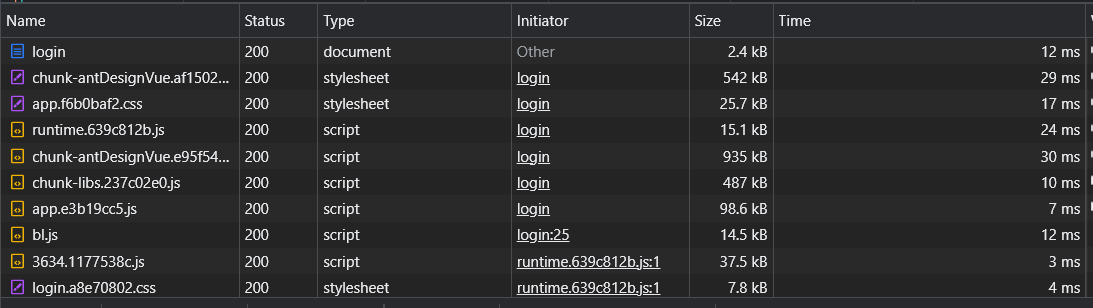 Name Status Type Initiator Size Time
login 200 document Other 2.4 kB 12 ms
chunk-antDesignVue.af1502... 200 stylesheet login 542 kB 29 ms
app.f6b0baf2.css 200 stylesheet login 25.7 kB 17 ms
runtime.639c812b.js 200 script login 15.1 kB 24 ms
chunk-antDesignVue.e95f54... 200 script login 935 kB 30 ms
chunk-libs.237c02e0.js 200 script login 487 kB 10 ms
app.e3b19cc5.js 200 script login 98.6 kB 7 ms
bl.js 200 script login:25 14.5 kB 12 ms
3634.1177538c.js 200 script runtime.639c812b.js:1 37.5 kB 3 ms
login.a8e70802.css 200 stylesheet runtime.639c812b.js:1 7.8 kB 4 ms